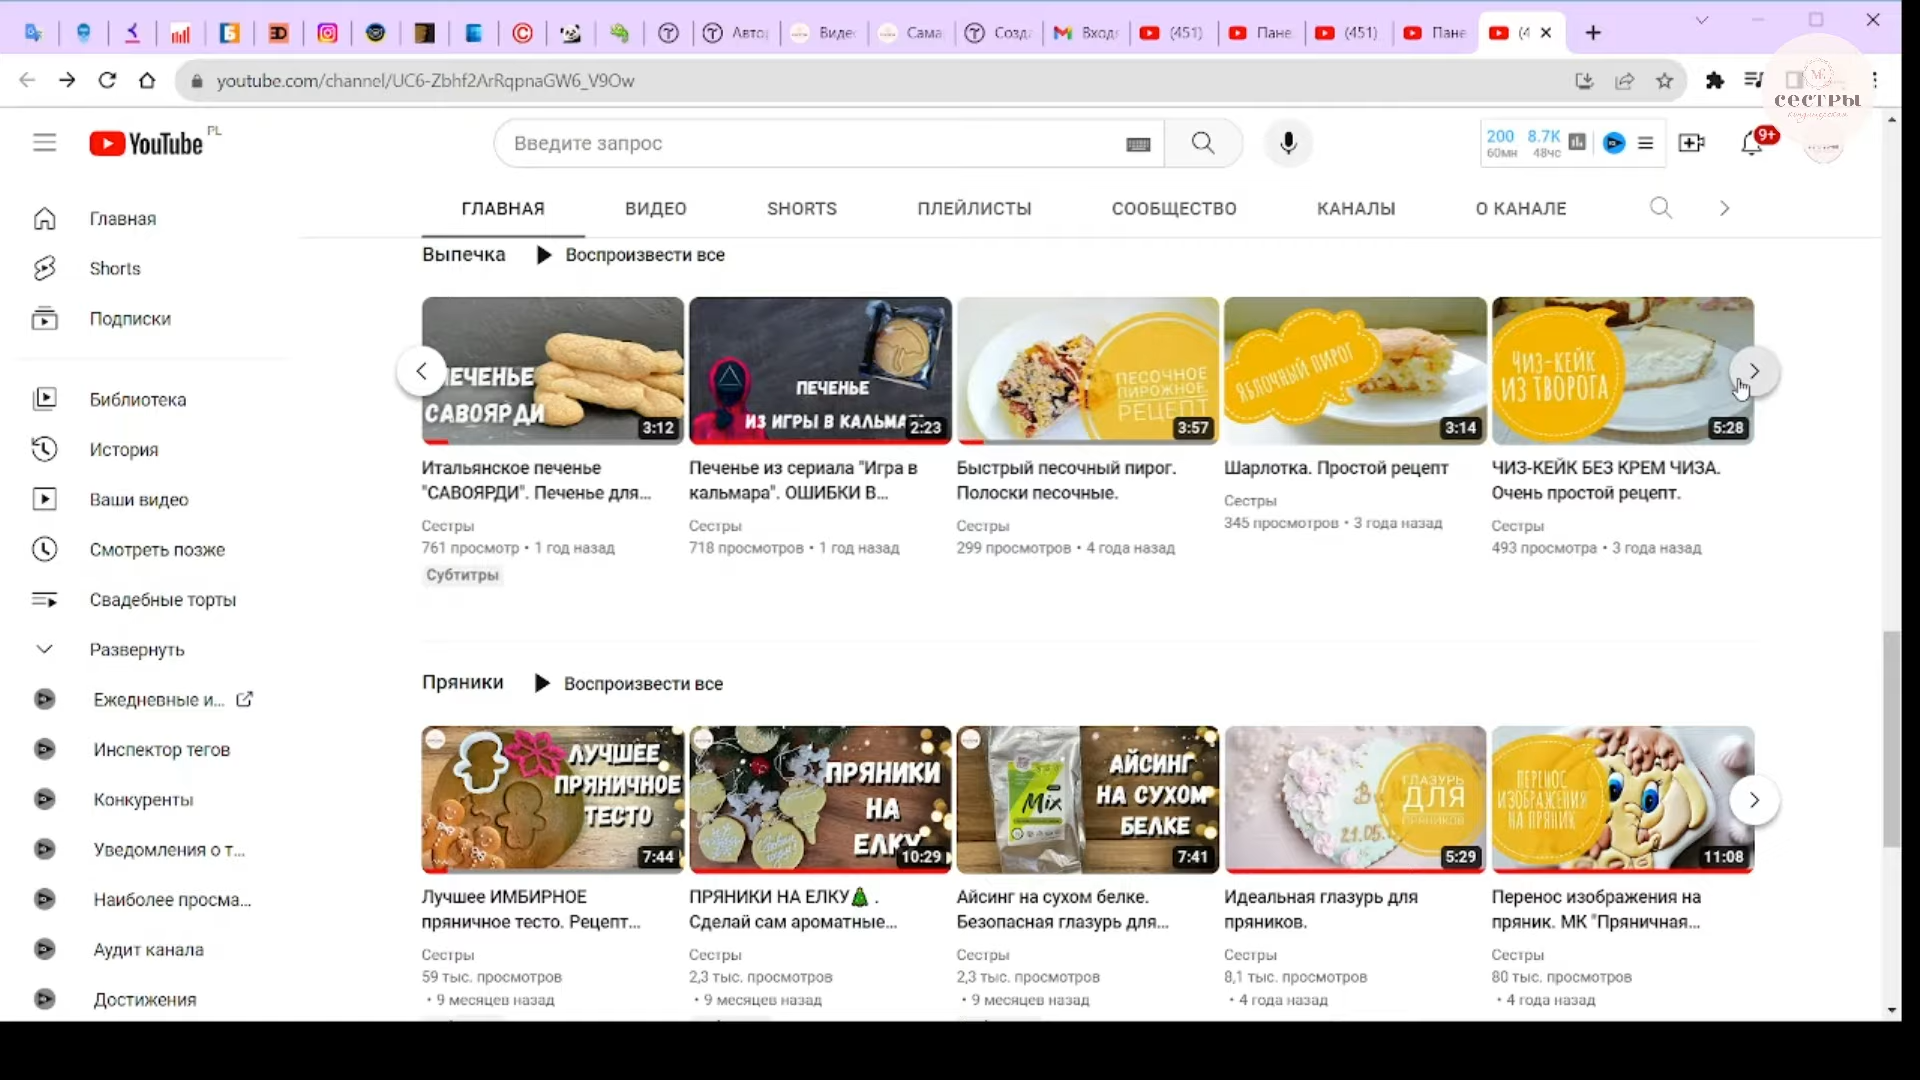 Авто
Видео
Сама
Созда
Входя
(451)
Пане
(451)
Пане
(4
youtube.com/channel/UC6-Zbhf2ArRqpnaGW6_V9Ow
СЕСТРЫ
кондитерская
YouTube PL
Введите запрос
200 8.7K
60мн 48чс
9+
ГЛАВНАЯ ВИДЕО SHORTS ПЛЕЙЛИСТЫ СООБЩЕСТВО КАНАЛЫ О КАНАЛЕ
Главная
Shorts
Подписки
Библиотека
История
Ваши видео
Смотреть позже
Свадебные торты
Развернуть
Ежедневные и...
Инспектор тегов
Конкуренты
Уведомления о т...
Наиболее просма...
Аудит канала
Достижения
Выпечка Воспроизвести все
ПЕЧЕНЬЕ
САВОЯРДИ
3:12
Итальянское печенье
"САВОЯРДИ". Печенье для...
Сестры
761 просмотр • 1 год назад
Субтитры
ПЕЧЕНЬЕ
ИЗ ИГРЫ В КАЛЬМА
2:23
Печенье из сериала "Игра в
кальмара". ОШИБКИ В...
Сестры
718 просмотров • 1 год назад
ПЕСОЧНОЕ
ПИРОЖНОЕ.
РЕЦЕПТ
3:57
Быстрый песочный пирог.
Полоски песочные.
Сестры
299 просмотров • 4 года назад
ЯБЛОЧНЫЙ ПИРОГ
3:14
Шарлотка. Простой рецепт
Сестры
345 просмотров • 3 года назад
ЧИЗ-КЕЙК
ИЗ ТВОРОГА
5:28
ЧИЗ-КЕЙК БЕЗ КРЕМ ЧИЗА.
Очень простой рецепт.
Сестры
493 просмотра • 3 года назад
Пряники Воспроизвести все
ЛУЧШЕЕ
ПРЯНИЧНОЕ
ТЕСТО
7:44
Лучшее ИМБИРНОЕ
пряничное тесто. Рецепт...
Сестры
59 тыс. просмотров
• 9 месяцев назад
ПРЯНИКИ
НА
ЕЛКУ
10:29
ПРЯНИКИ НА ЕЛКУ🎄.
Сделай сам ароматные...
Сестры
2,3 тыс. просмотров
• 9 месяцев назад
Mix
АЙСИНГ
НА СУХОМ
БЕЛКЕ
7:41
Айсинг на сухом белке.
Безопасная глазурь для...
Сестры
2,3 тыс. просмотров
• 9 месяцев назад
ГЛАЗУРЬ
ДЛЯ
ПРЯНИКОВ
5:29
Идеальная глазурь для
пряников.
Сестры
8,1 тыс. просмотров
• 4 года назад
ПЕРЕНОС
ИЗОБРАЖЕНИЯ
НА ПРЯНИК
11:08
Перенос изображения на
пряник. МК "Пряничная...
Сестры
80 тыс. просмотров
• 4 года назад